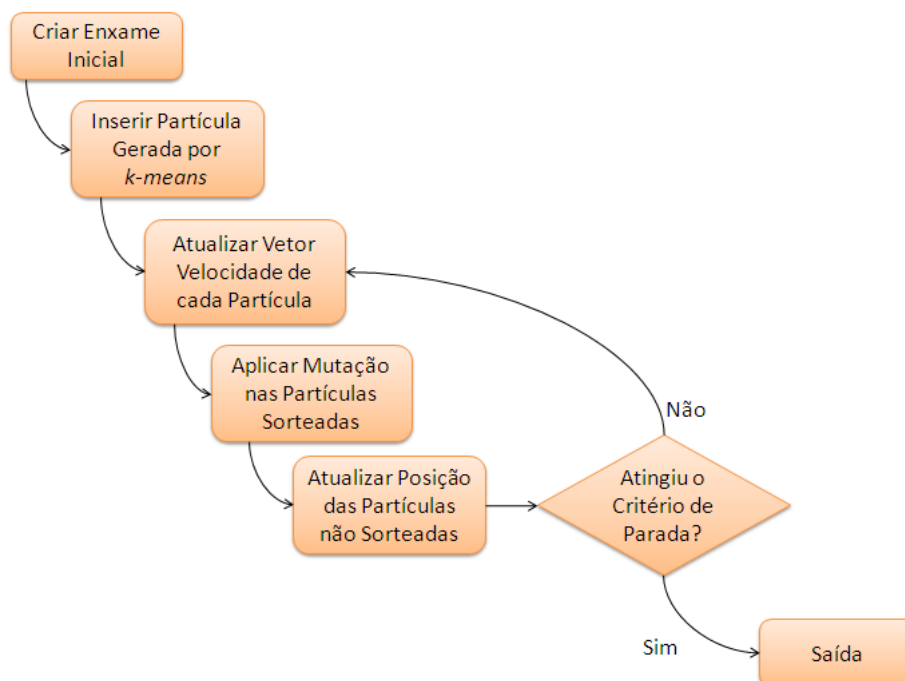 Criar Enxame
Inicial
Inserir Partícula
Gerada por
k-means
Atualizar Vetor
Velocidade de
cada Partícula
Aplicar Mutação
nas Partículas
Sorteadas
Atualizar Posição
das Partículas
não Sorteadas
Atingiu o
Critério de
Parada?
Não
Sim
Saída